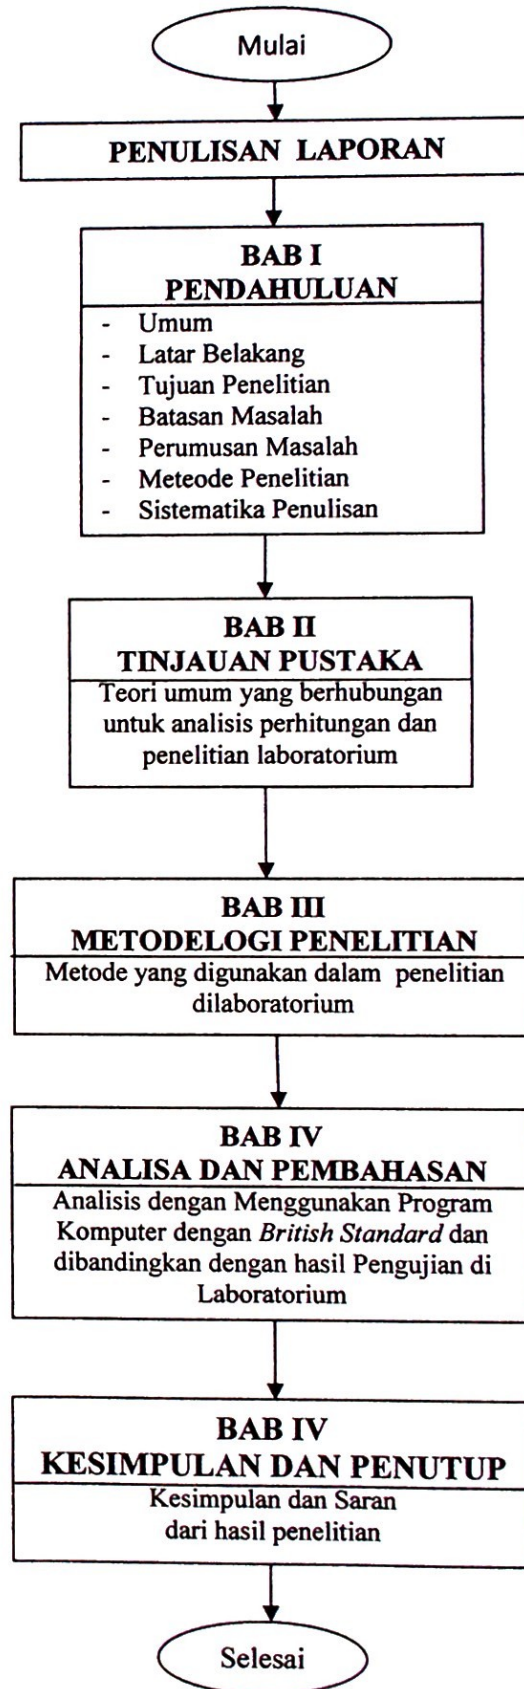 Mulai
PENULISAN LAPORAN
BAB I
PENDAHULUAN
- Umum
- Latar Belakang
- Tujuan Penelitian
- Batasan Masalah
- Perumusan Masalah
- Meteode Penelitian
- Sistematika Penulisan
BAB II
TINJAUAN PUSTAKA
Teori umum yang berhubungan
untuk analisis perhitungan dan
penelitian laboratorium
BAB III
METODELOGI PENELITIAN
Metode yang digunakan dalam penelitian
dilaboratorium
BAB IV
ANALISA DAN PEMBAHASAN
Analisis dengan Menggunakan Program
Komputer dengan British Standard dan
dibandingkan dengan hasil Pengujian di
Laboratorium
BAB IV
KESIMPULAN DAN PENUTUP
Kesimpulan dan Saran
dari hasil penelitian
Selesai